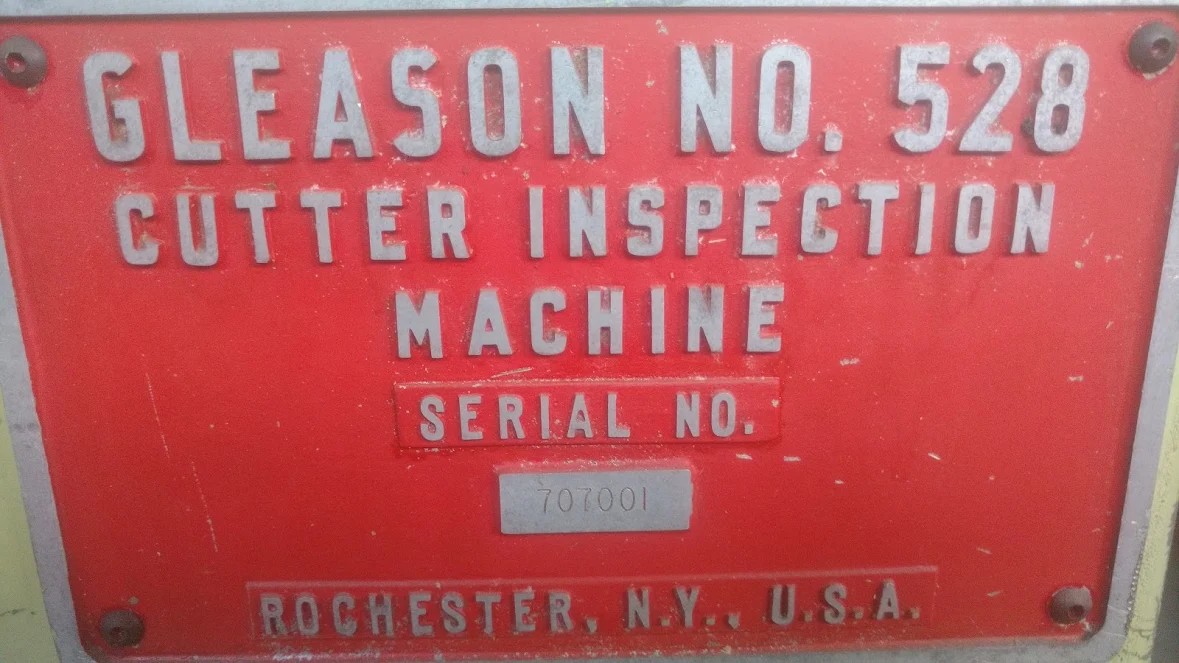 GLEASON NO. 528
CUTTER INSPECTION
MACHINE
SERIAL NO.
707001
ROCHESTER, N.Y., U.S.A.